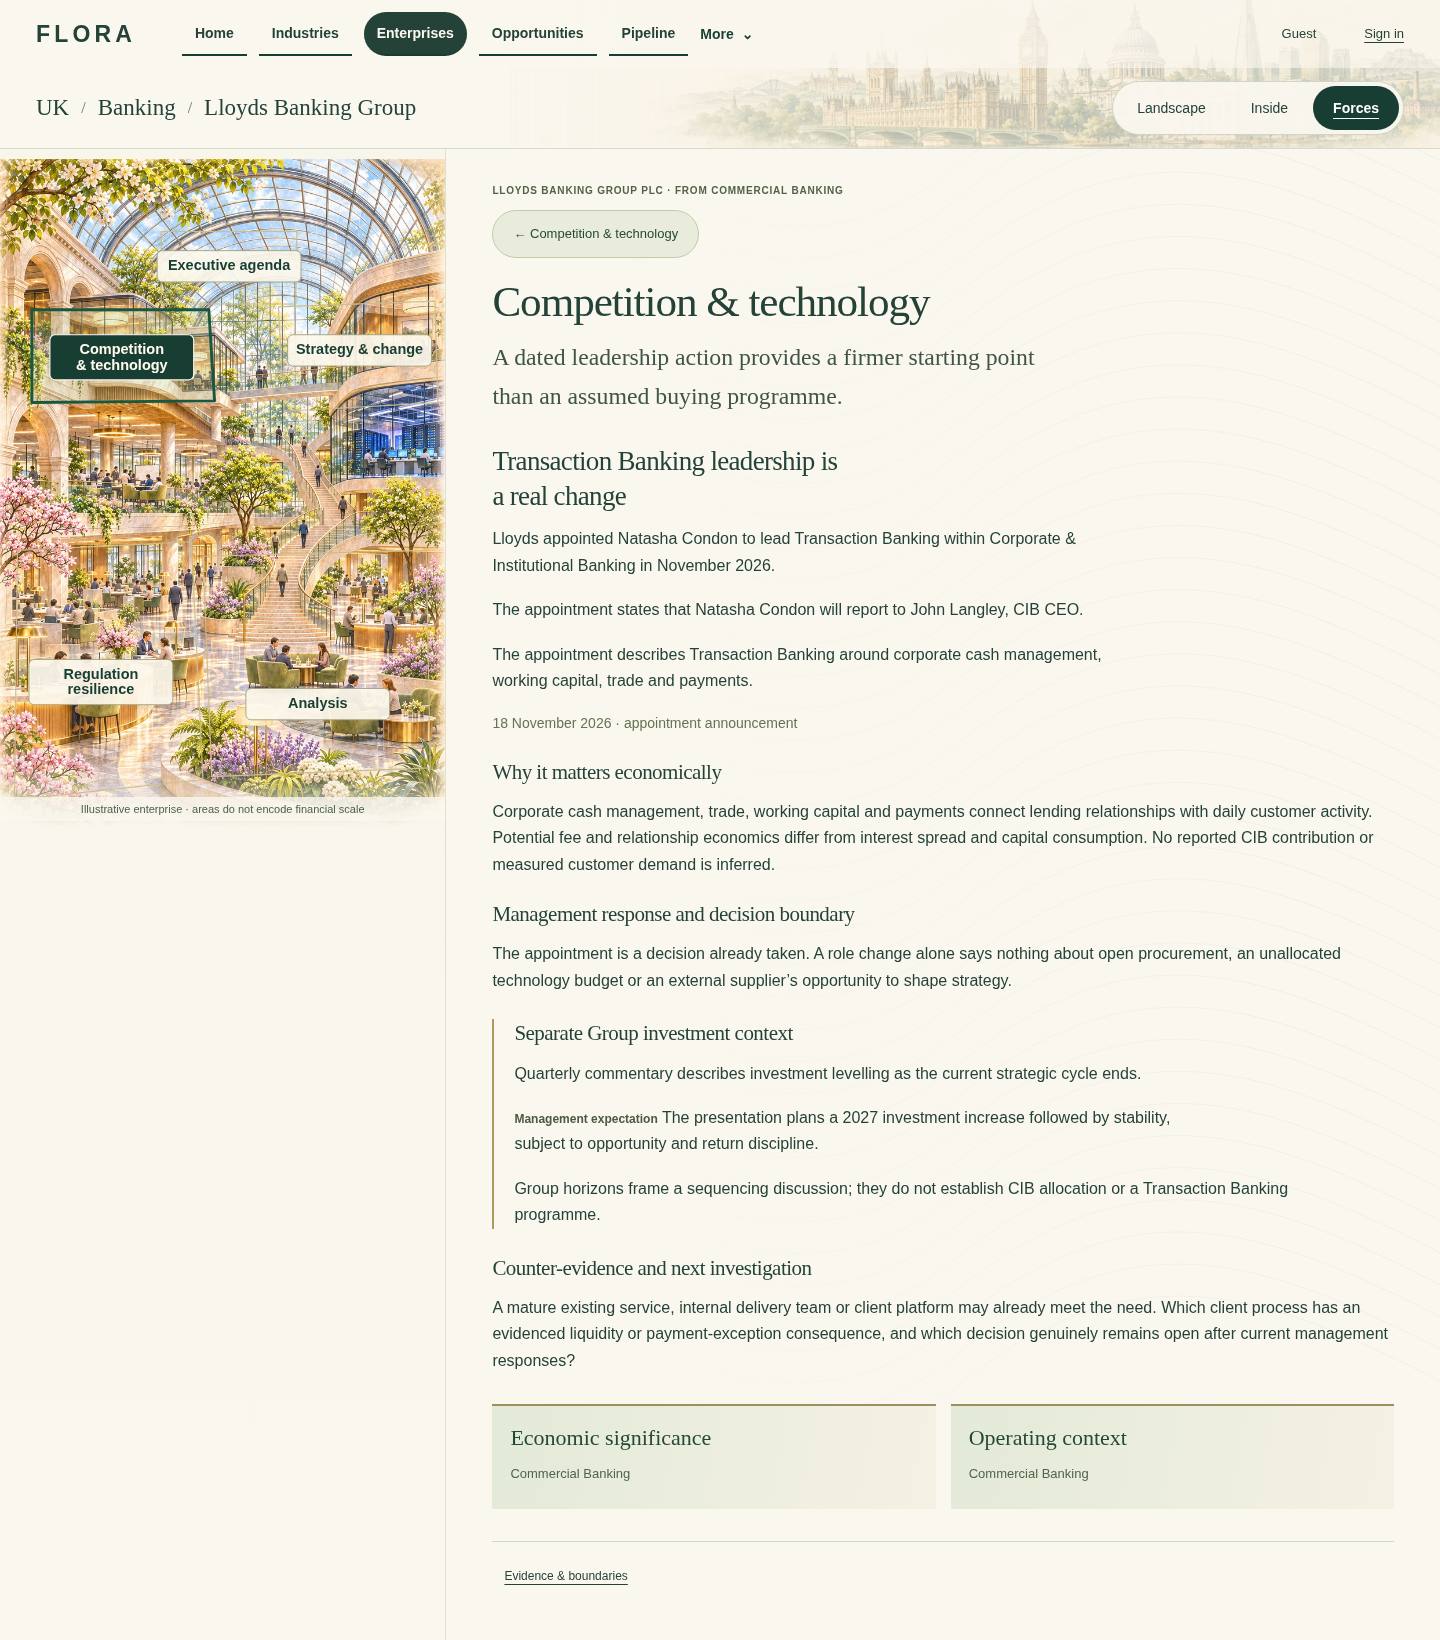 FLORA
Home
Industries
Enterprises
Opportunities
Pipeline
More
Guest
Sign in
UK / Banking / Lloyds Banking Group
Landscape
Inside
Forces
Executive agenda
Competition
& technology
Strategy & change
Regulation
resilience
Analysis
Illustrative enterprise · areas do not encode financial scale
LLOYDS BANKING GROUP PLC · FROM COMMERCIAL BANKING
← Competition & technology
Competition & technology
A dated leadership action provides a firmer starting point
than an assumed buying programme.
Transaction Banking leadership is
a real change
Lloyds appointed Natasha Condon to lead Transaction Banking within Corporate &
Institutional Banking in November 2026.
The appointment states that Natasha Condon will report to John Langley, CIB CEO.
The appointment describes Transaction Banking around corporate cash management,
working capital, trade and payments.
18 November 2026 · appointment announcement
Why it matters economically
Corporate cash management, trade, working capital and payments connect lending relationships with daily customer activity.
Potential fee and relationship economics differ from interest spread and capital consumption. No reported CIB contribution or
measured customer demand is inferred.
Management response and decision boundary
The appointment is a decision already taken. A role change alone says nothing about open procurement, an unallocated
technology budget or an external supplier’s opportunity to shape strategy.
Separate Group investment context
Quarterly commentary describes investment levelling as the current strategic cycle ends.
Management expectation The presentation plans a 2027 investment increase followed by stability,
subject to opportunity and return discipline.
Group horizons frame a sequencing discussion; they do not establish CIB allocation or a Transaction Banking
programme.
Counter-evidence and next investigation
A mature existing service, internal delivery team or client platform may already meet the need. Which client process has an
evidenced liquidity or payment-exception consequence, and which decision genuinely remains open after current management
responses?
Economic significance
Commercial Banking
Operating context
Commercial Banking
Evidence & boundaries